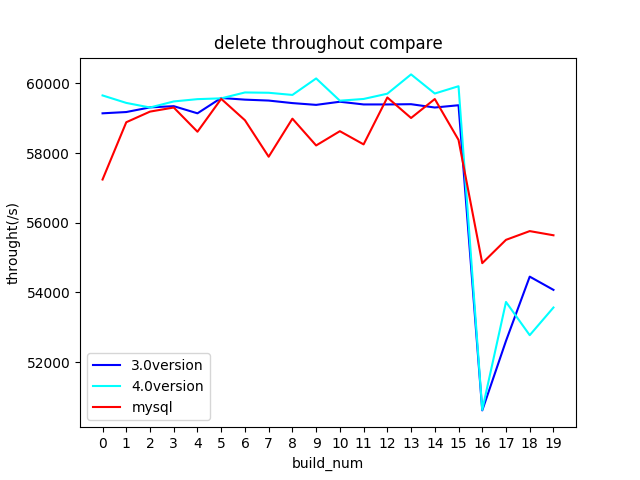 delete throughout compare
throught(/s)
60000
58000
56000
54000
52000
3.0version
4.0version
mysql
0 1 2 3 4 5 6 7 8 9 10 11 12 13 14 15 16 17 18 19
build_num